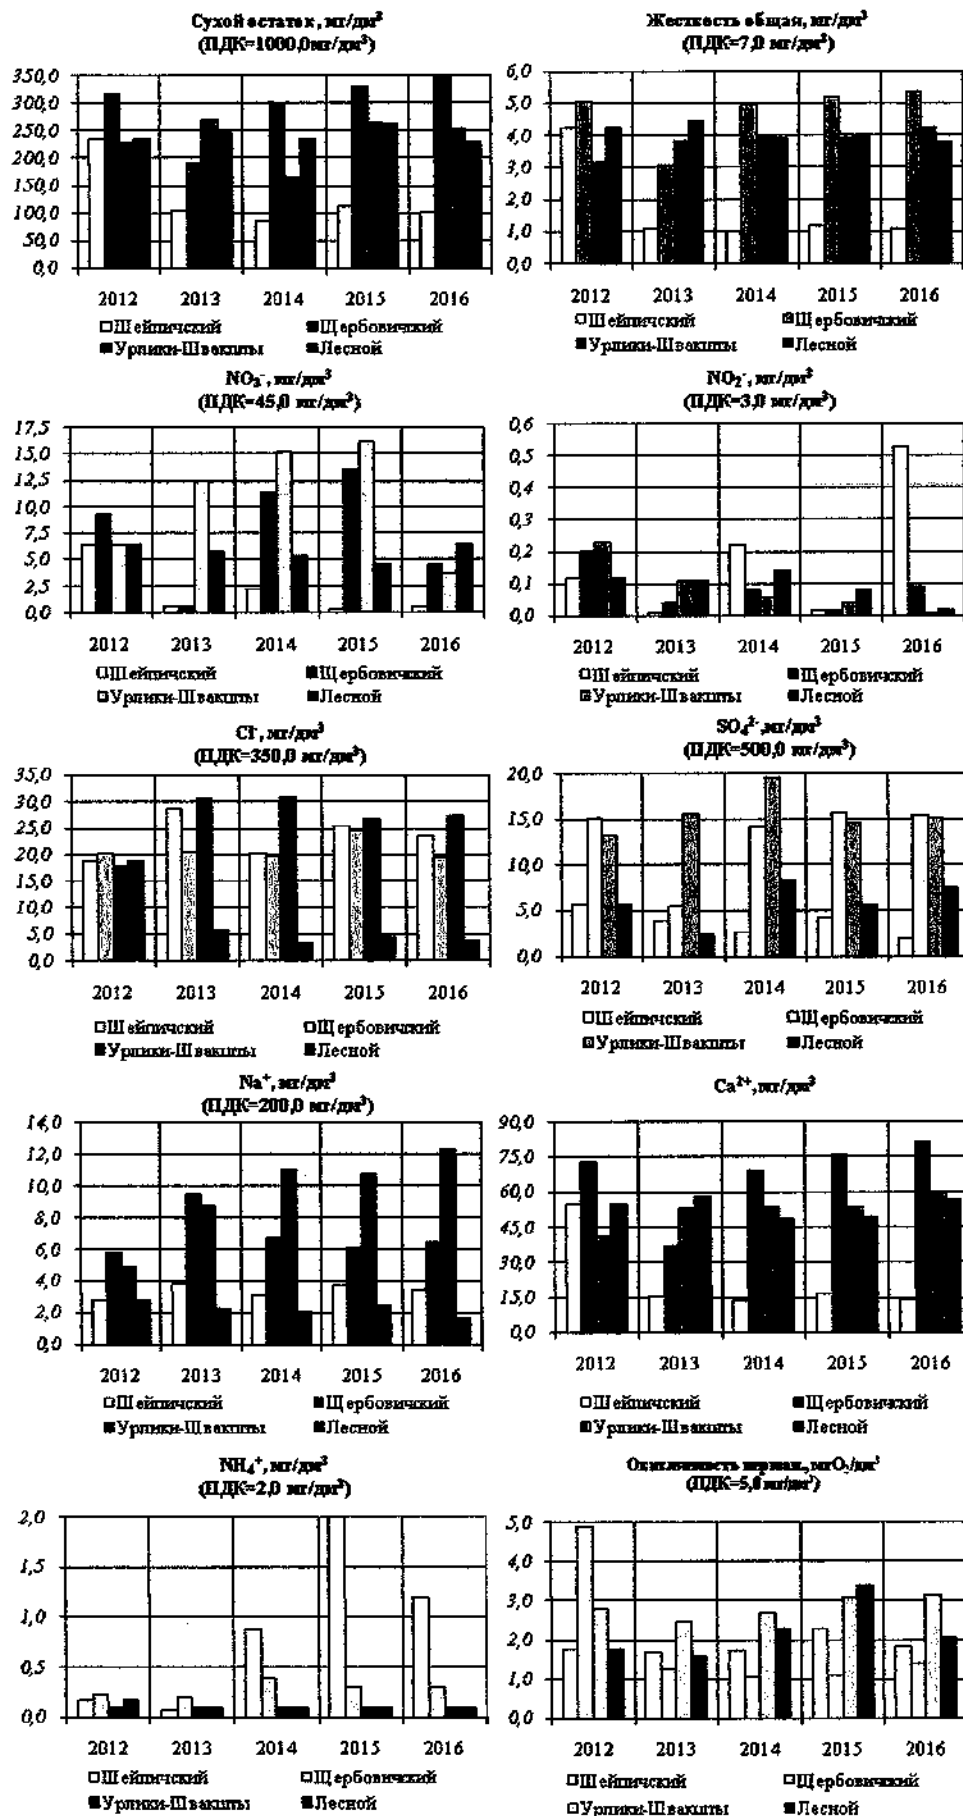 Сухой остаток, мг/дм³
(ПДК=1000,0мг/дм³)
350,0
300,0
250,0
200,0
150,0
100,0
50,0
0,0
2012 2013 2014 2015 2016
Шейпичский Щербовичский
Урлики-Швакшты Лесной
Жесткость общая, мг/дм³
(ПДК=7,0 мг/дм³)
6,0
5,0
4,0
3,0
2,0
1,0
0,0
2012 2013 2014 2015 2016
Шейпичский Щербовичский
Урлики-Швакшты Лесной
NO₃⁻, мг/дм³
(ПДК=45,0 мг/дм³)
17,5
15,0
12,5
10,0
7,5
5,0
2,5
0,0
2012 2013 2014 2015 2016
Шейпичский Щербовичский
Урлики-Швакшты Лесной
NO₂⁻, мг/дм³
(ПДК=3,0 мг/дм³)
0,6
0,5
0,4
0,3
0,2
0,1
0,0
2012 2013 2014 2015 2016
Шейпичский Щербовичский
Урлики-Швакшты Лесной
Cl⁻, мг/дм³
(ПДК=350,0 мг/дм³)
35,0
30,0
25,0
20,0
15,0
10,0
5,0
0,0
2012 2013 2014 2015 2016
Шейпичский Щербовичский
Урлики-Швакшты Лесной
SO₄²⁻, мг/дм³
(ПДК=500,0 мг/дм³)
20,0
15,0
10,0
5,0
0,0
2012 2013 2014 2015 2016
Шейпичский Щербовичский
Урлики-Швакшты Лесной
Na⁺, мг/дм³
(ПДК=200,0 мг/дм³)
14,0
12,0
10,0
8,0
6,0
4,0
2,0
0,0
2012 2013 2014 2015 2016
Шейпичский Щербовичский
Урлики-Швакшты Лесной
Ca²⁺, мг/дм³
90,0
75,0
60,0
45,0
30,0
15,0
0,0
2012 2013 2014 2015 2016
Шейпичский Щербовичский
Урлики-Швакшты Лесной
NH₄⁺, мг/дм³
(ПДК=2,0 мг/дм³)
2,0
1,5
1,0
0,5
0,0
2012 2013 2014 2015 2016
Шейпичский Щербовичский
Урлики-Швакшты Лесной
Окисляемость перман., мгO₂/дм³
(ПДК=5,0 мг/дм³)
5,0
4,0
3,0
2,0
1,0
0,0
2012 2013 2014 2015 2016
Шейпичский Щербовичский
Урлики-Швакшты Лесной